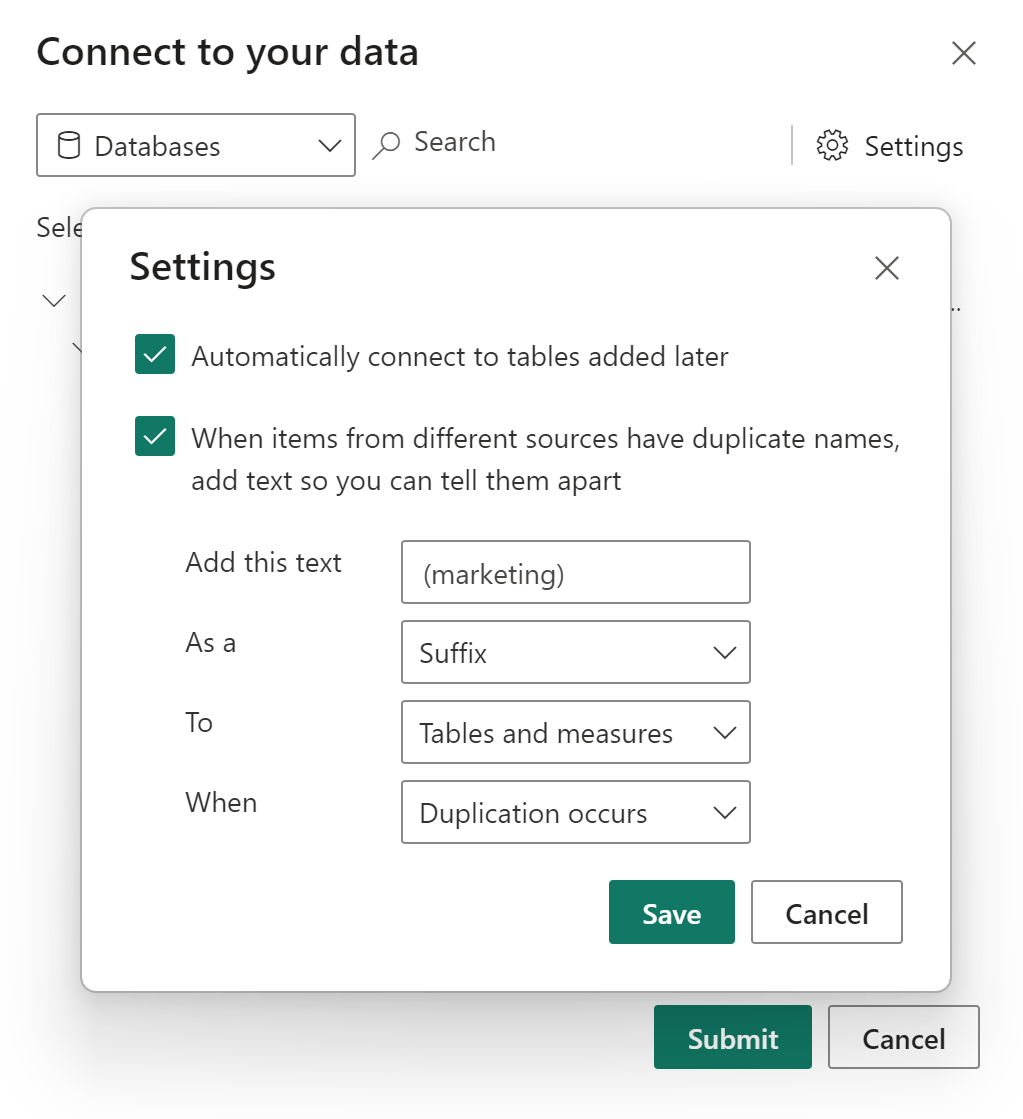 Connect to your data
Databases
Search
Settings
Sele
Settings
Automatically connect to tables added later
When items from different sources have duplicate names,
add text so you can tell them apart
Add this text
(marketing)
As a
Suffix
To
Tables and measures
When
Duplication occurs
Save
Cancel
Submit
Cancel